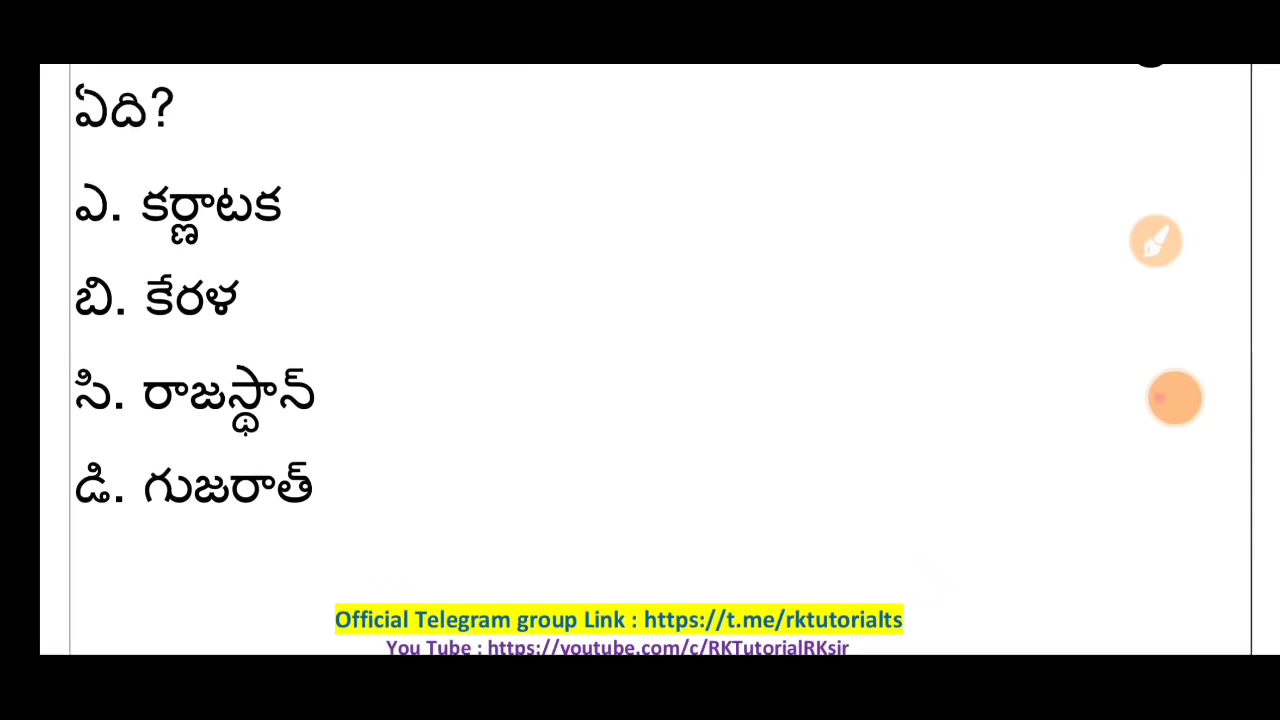 ఏది?
ఎ. కర్ణాటక
బి. కేరళ
సి. రాజస్థాన్
డి. గుజరాత్
Official Telegram group Link : https://t.me/rktutorialts
You Tube : https://youtube.com/c/RKTutorialRKsir